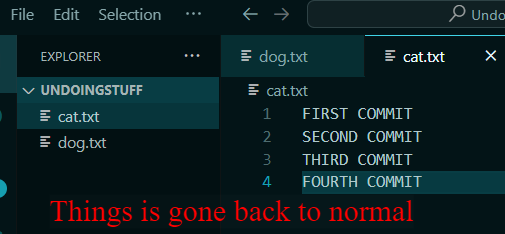 File Edit Selection ... Undo
EXPLORER ... dog.txt cat.txt
UNDOINGSTUFF
cat.txt
dog.txt
cat.txt
1 FIRST COMMIT
2 SECOND COMMIT
3 THIRD COMMIT
4 FOURTH COMMIT
Things is gone back to normal